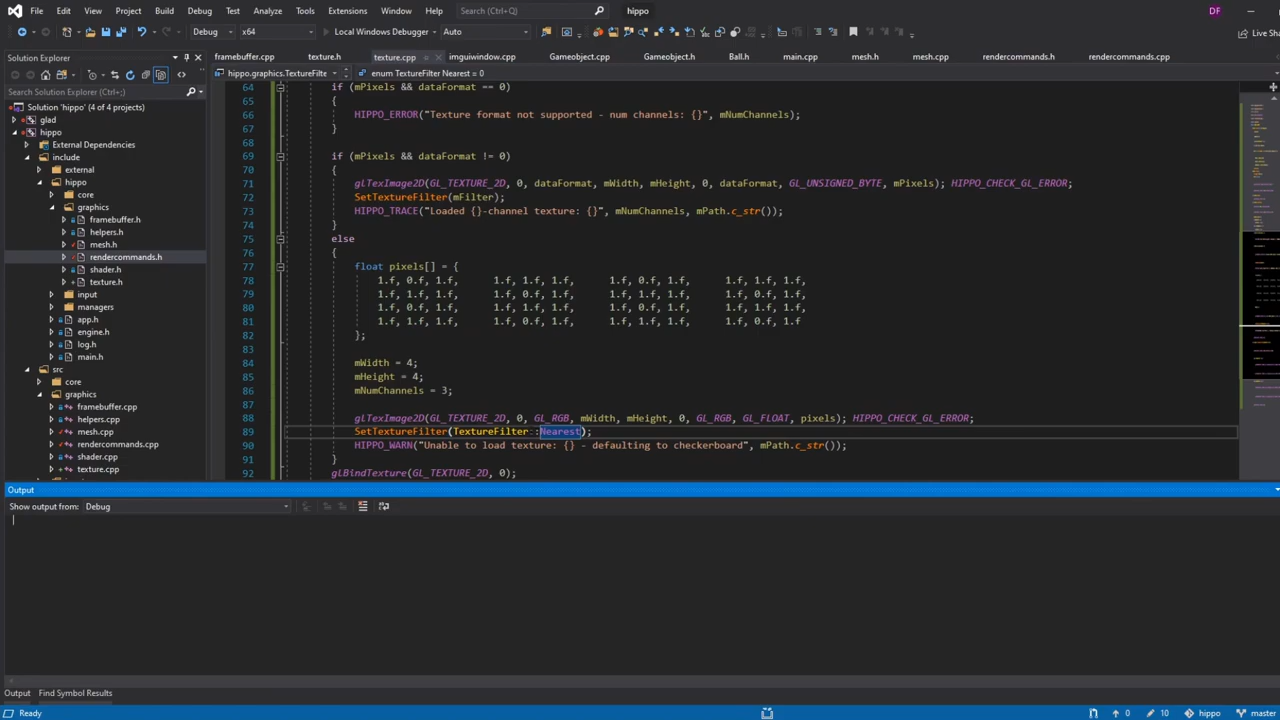 File Edit View Project Build Debug Test Analyze Tools Extensions Window Help Search (Ctrl+;) hippo DF
Debug x64 Local Windows Debugger Auto Live Sha
Solution Explorer
Search Solution Explorer (Ctrl+;)
Solution 'hippo' (4 of 4 projects)
glad
hippo
External Dependencies
include
external
hippo
core
graphics
framebuffer.h
helpers.h
mesh.h
rendercommands.h
shader.h
texture.h
input
managers
app.h
engine.h
log.h
main.h
src
core
graphics
framebuffer.cpp
helpers.cpp
mesh.cpp
rendercommands.cpp
shader.cpp
texture.cpp
framebuffer.cpp texture.h texture.cpp imguiwindow.cpp Gameobject.cpp Gameobject.h Ball.h main.cpp mesh.h mesh.cpp rendercommands.h rendercommands.cpp
hippo.graphics.TextureFilte enum TextureFilter Nearest = 0
64 if (mPixels && dataFormat == 0)
65 {
66 HIPPO_ERROR("Texture format not supported - num channels: {}", mNumChannels);
67 }
68
69 if (mPixels && dataFormat != 0)
70 {
71 glTexImage2D(GL_TEXTURE_2D, 0, dataFormat, mWidth, mHeight, 0, dataFormat, GL_UNSIGNED_BYTE, mPixels); HIPPO_CHECK_GL_ERROR;
72 SetTextureFilter(mFilter);
73 HIPPO_TRACE("Loaded {}-channel texture: {}", mNumChannels, mPath.c_str());
74 }
75 else
76 {
77 float pixels[] = {
78 1.f, 0.f, 1.f, 1.f, 1.f, 1.f, 1.f, 0.f, 1.f, 1.f, 1.f, 1.f,
79 1.f, 1.f, 1.f, 1.f, 0.f, 1.f, 1.f, 1.f, 1.f, 1.f, 0.f, 1.f,
80 1.f, 0.f, 1.f, 1.f, 1.f, 1.f, 1.f, 0.f, 1.f, 1.f, 1.f, 1.f,
81 1.f, 1.f, 1.f, 1.f, 0.f, 1.f, 1.f, 1.f, 1.f, 1.f, 0.f, 1.f
82 };
83
84 mWidth = 4;
85 mHeight = 4;
86 mNumChannels = 3;
87
88 glTexImage2D(GL_TEXTURE_2D, 0, GL_RGB, mWidth, mHeight, 0, GL_RGB, GL_FLOAT, pixels); HIPPO_CHECK_GL_ERROR;
89 SetTextureFilter(TextureFilter::Nearest);
90 HIPPO_WARN("Unable to load texture: {} - defaulting to checkerboard", mPath.c_str());
91 }
92 glBindTexture(GL_TEXTURE_2D, 0);
Output
Show output from: Debug
Output Find Symbol Results
Ready 0 10 hippo master